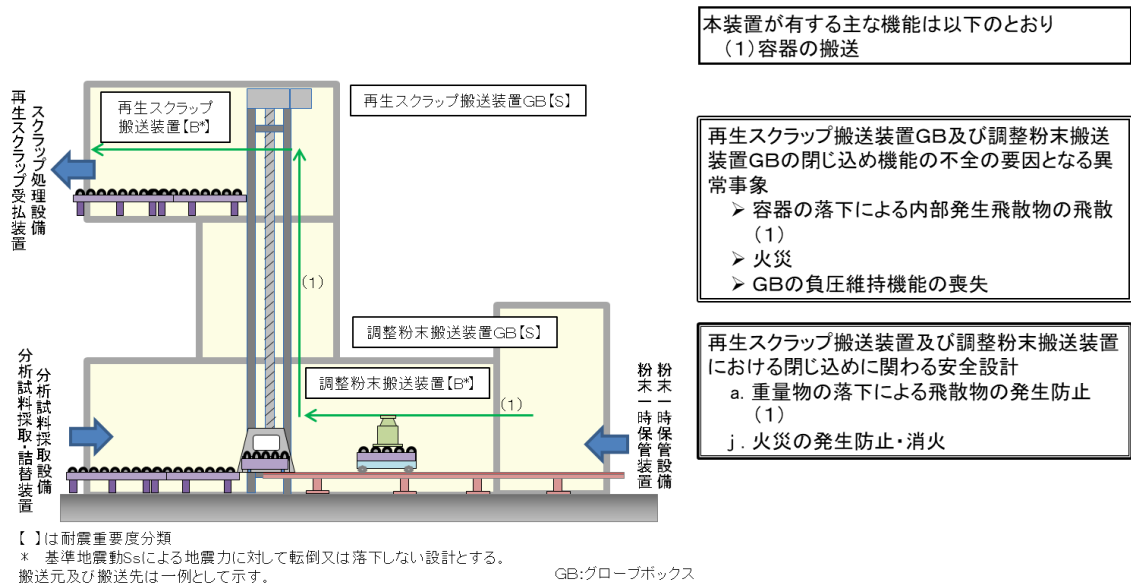 本装置が有する主な機能は以下のとおり
(1)容器の搬送
再生スクラップ搬送装置GB【S】
再生スクラップ
搬送装置【B*】
スクラップ処理設備
再生スクラップ受払装置
(1)
再生スクラップ搬送装置GB及び調整粉末搬送
装置GBの閉じ込め機能の不全の要因となる異
常事象
➢ 容器の落下による内部発生飛散物の飛散
(1)
➢ 火災
➢ GBの負圧維持機能の喪失
調整粉末搬送装置GB【S】
調整粉末搬送装置【B*】
(1)
分析試料採取設備
分析試料採取・詰替装置
粉末一時保管設備
粉末一時保管装置
再生スクラップ搬送装置及び調整粉末搬送装置
における閉じ込めに関わる安全設計
a. 重量物の落下による飛散物の発生防止
(1)
j. 火災の発生防止・消火
【 】は耐震重要度分類
* 基準地震動Ssによる地震力に対して転倒又は落下しない設計とする。
搬送元及び搬送先は一例として示す。
GB:グローブボックス